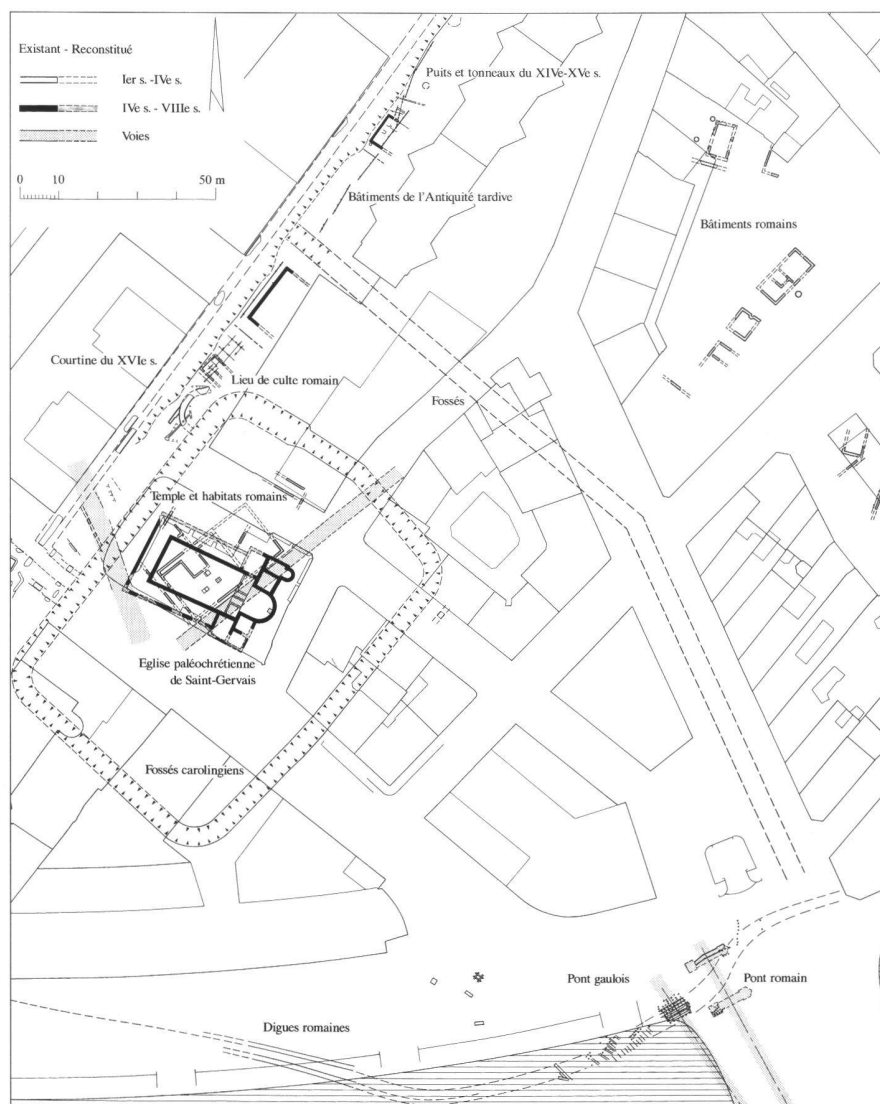 Existant - Reconstitué
Ier s. -IVe s.
IVe s. - VIIIe s.
Voies
0 10 50 m
Puits et tonneaux du XIVe-XVe s.
Bâtiments de l'Antiquité tardive
Bâtiments romains
Courtine du XVIe s.
Lieu de culte romain
Fossés
Temple et habitats romains
Eglise paléochrétienne
de Saint-Gervais
Fossés carolingiens
Pont gaulois
Pont romain
Digues romaines